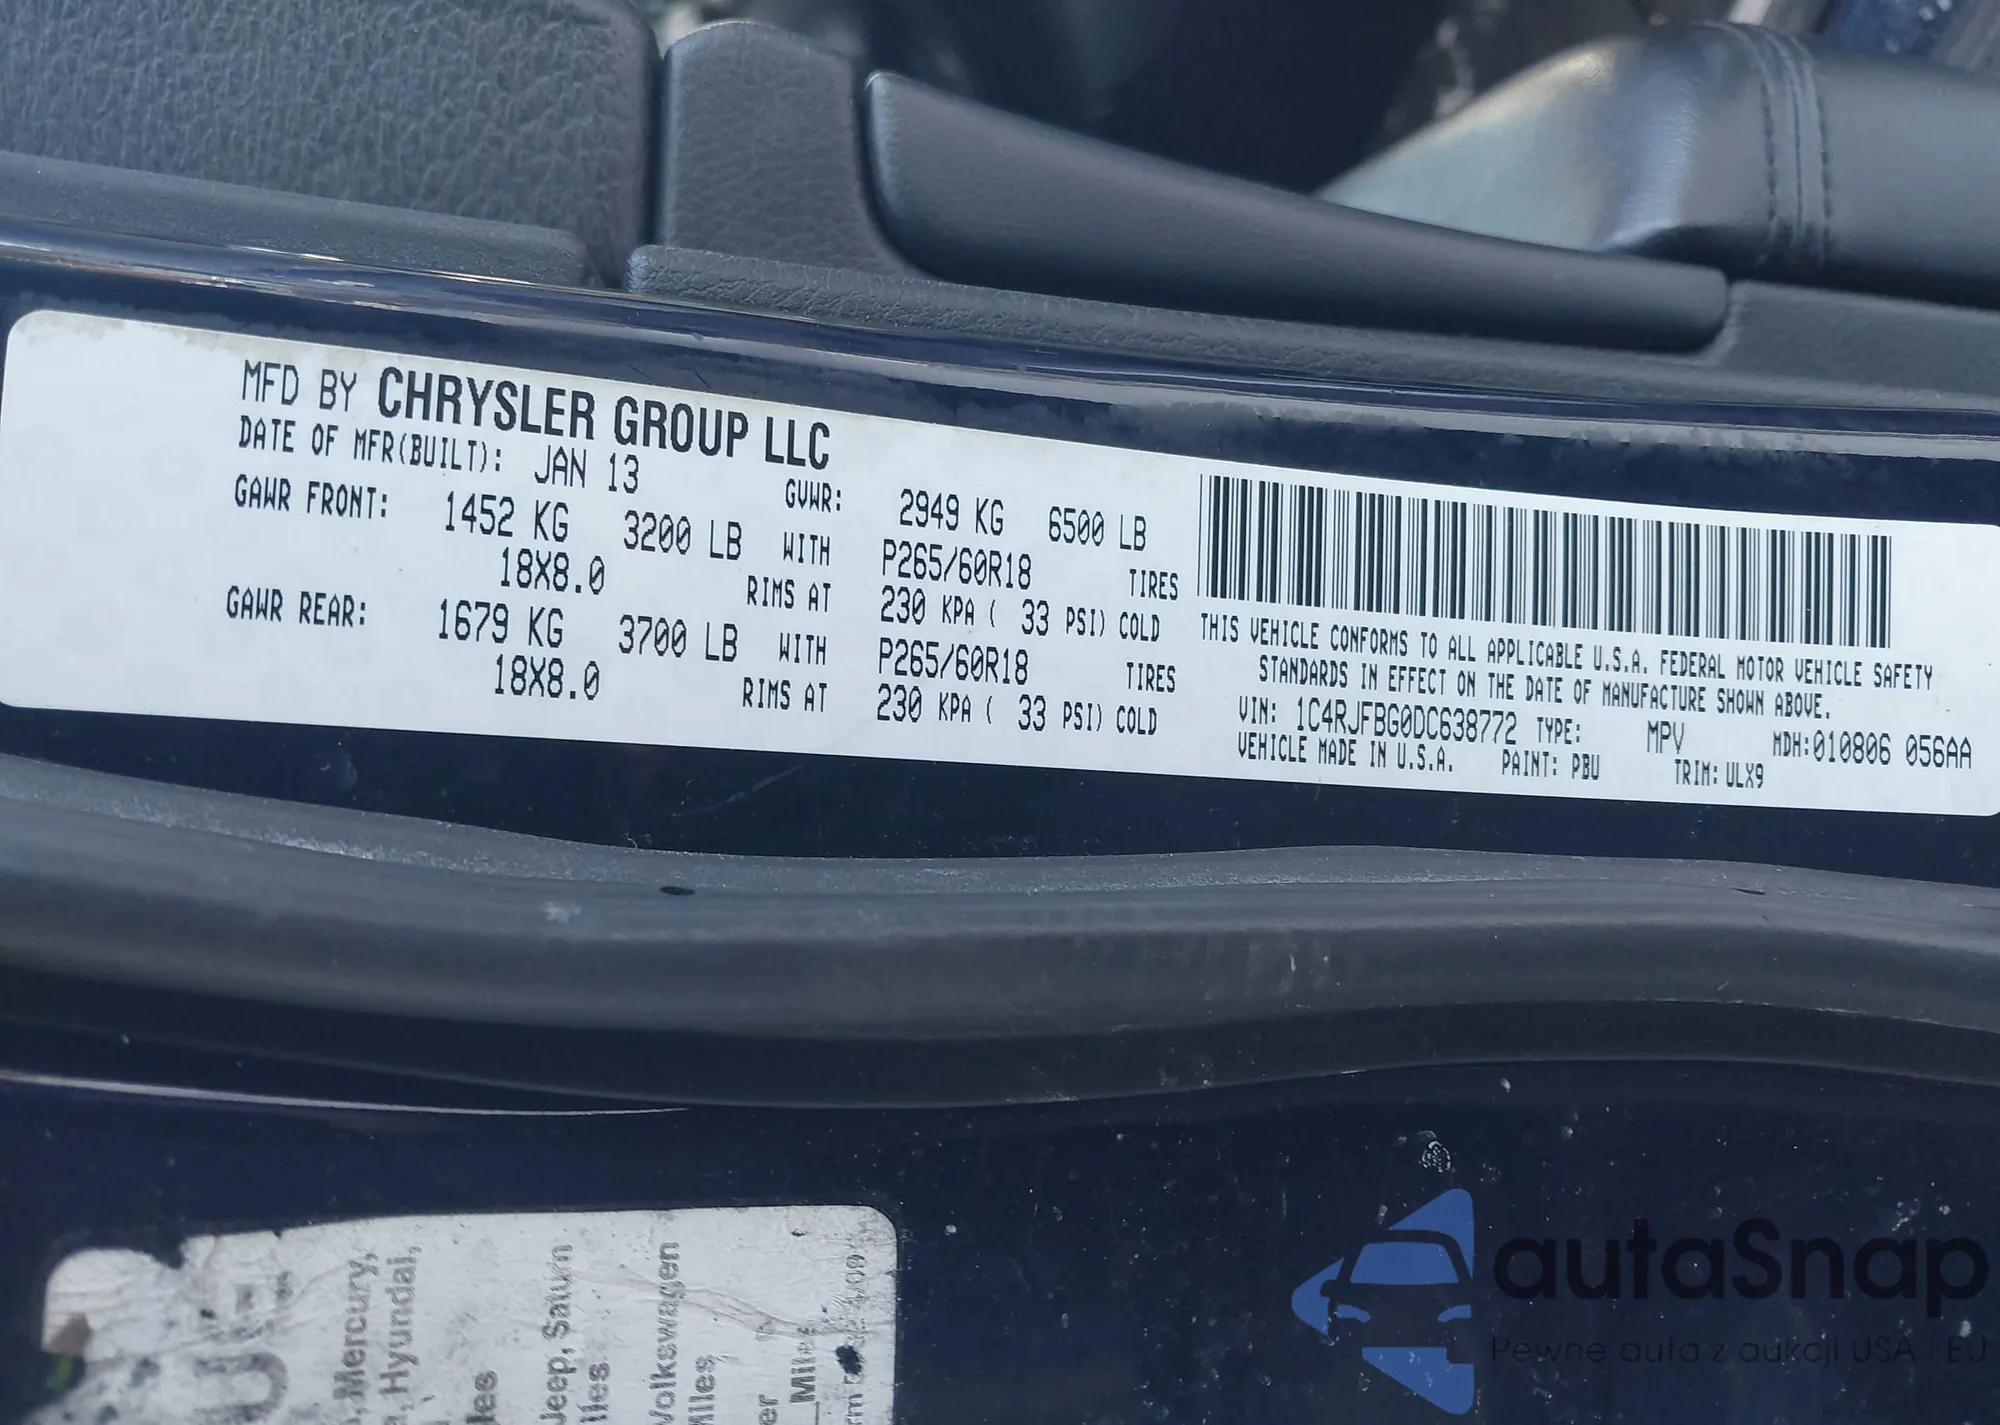 MFD BY CHRYSLER GROUP LLC
DATE OF MFR(BUILT): JAN 13 GVWR: 2949 KG 6500 LB
GAWR FRONT: 1452 KG 3200 LB WITH P265/60R18 TIRES
18X8.0 RIMS AT 230 KPA ( 33 PSI) COLD
GAWR REAR: 1679 KG 3700 LB WITH P265/60R18 TIRES
18X8.0 RIMS AT 230 KPA ( 33 PSI) COLD
THIS VEHICLE CONFORMS TO ALL APPLICABLE U.S.A. FEDERAL MOTOR VEHICLE SAFETY
STANDARDS IN EFFECT ON THE DATE OF MANUFACTURE SHOWN ABOVE.
VIN: 1C4RJFBG0DC638772 TYPE: MPV MDH:010806 056AA
VEHICLE MADE IN U.S.A. PAINT: PBU TRIM: ULX9
Mercury,
Hyundai,
Jeep, Saturn
Volkswagen
Miles
autaSnap
Pewne auta z aukcji USA i EU